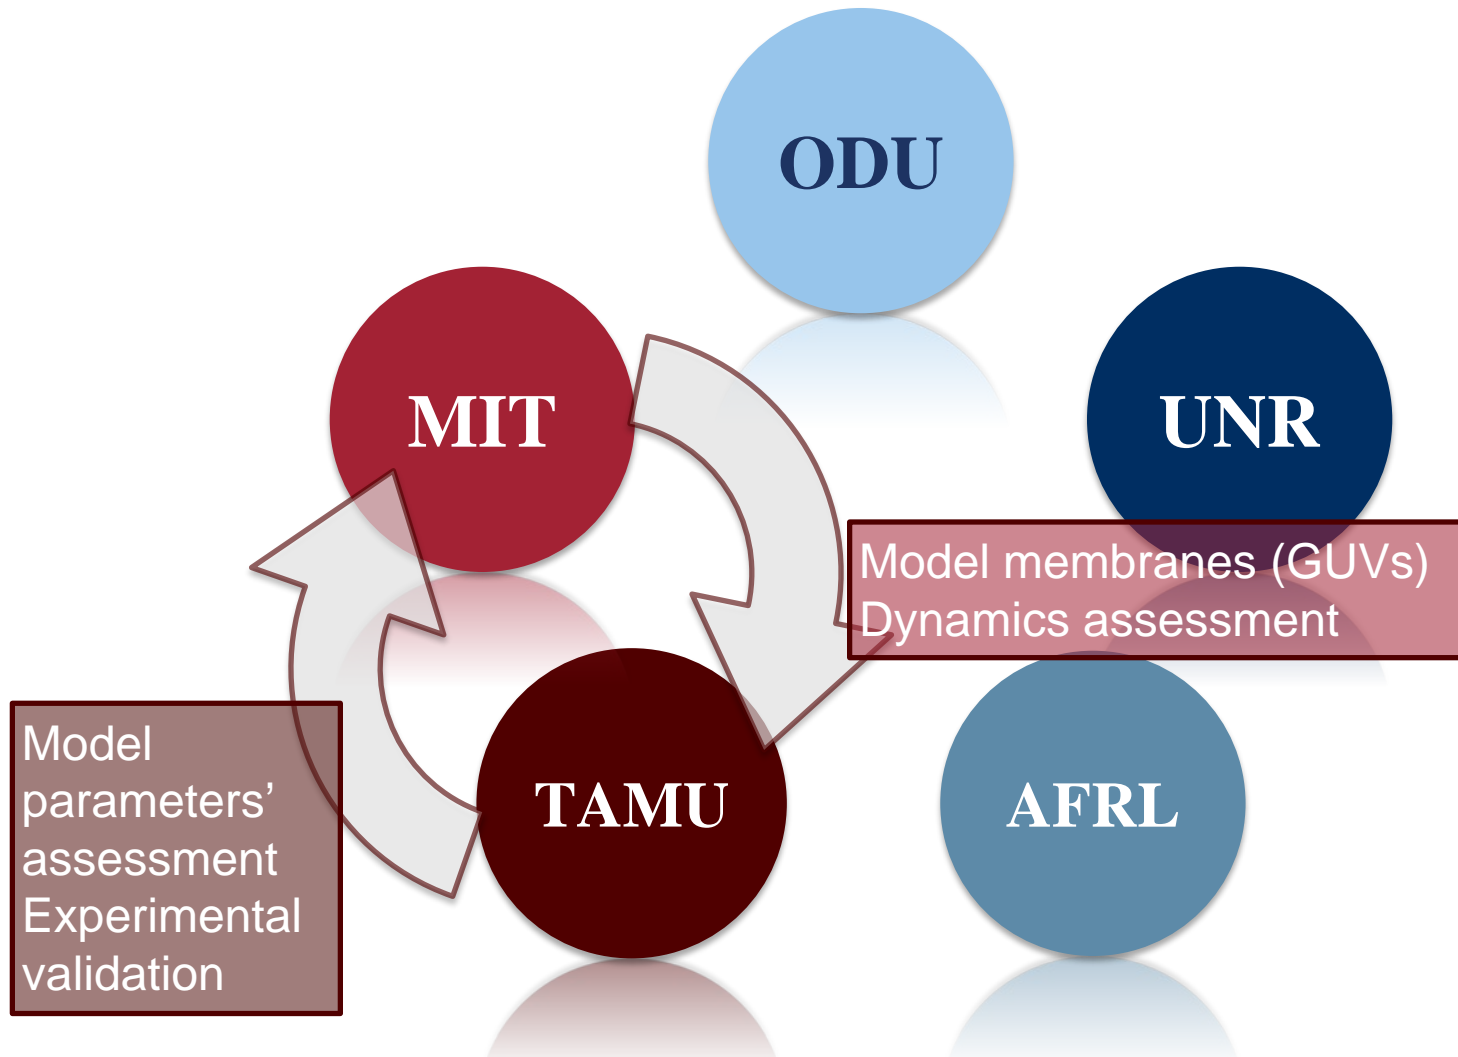 ODU
MIT
UNR
Model membranes (GUVs)
Dynamics assessment
Model
parameters’
assessment
Experimental
validation
TAMU
AFRL